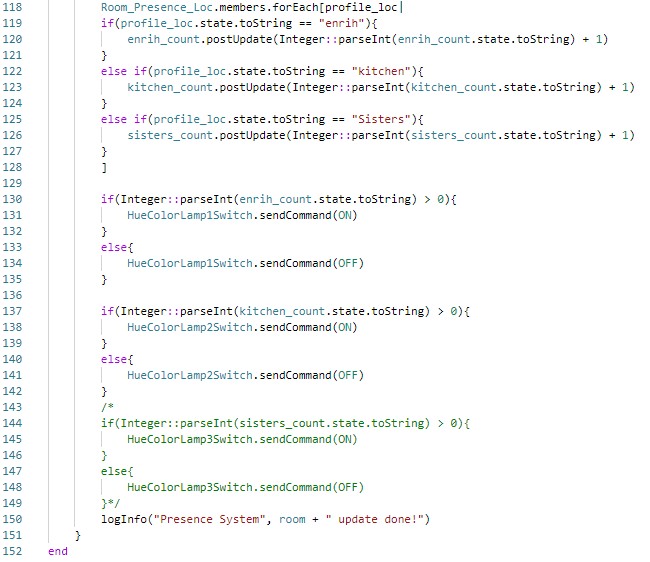 118 Room_Presence_Loc.members.forEach[profile_loc|
119 if(profile_loc.state.toString == "enrih"){
120 enrih_count.postUpdate(Integer::parseInt(enrih_count.state.toString) + 1)
121 }
122 else if(profile_loc.state.toString == "kitchen"){
123 kitchen_count.postUpdate(Integer::parseInt(kitchen_count.state.toString) + 1)
124 }
125 else if(profile_loc.state.toString == "Sisters"){
126 sisters_count.postUpdate(Integer::parseInt(sisters_count.state.toString) + 1)
127 }
128 ]
129
130 if(Integer::parseInt(enrih_count.state.toString) > 0){
131 HueColorLamp1Switch.sendCommand(ON)
132 }
133 else{
134 HueColorLamp1Switch.sendCommand(OFF)
135 }
136
137 if(Integer::parseInt(kitchen_count.state.toString) > 0){
138 HueColorLamp2Switch.sendCommand(ON)
139 }
140 else{
141 HueColorLamp2Switch.sendCommand(OFF)
142 }
143 /*
144 if(Integer::parseInt(sisters_count.state.toString) > 0){
145 HueColorLamp3Switch.sendCommand(ON)
146 }
147 else{
148 HueColorLamp3Switch.sendCommand(OFF)
149 }*/
150 logInfo("Presence System", room + " update done!")
151 }
152 end